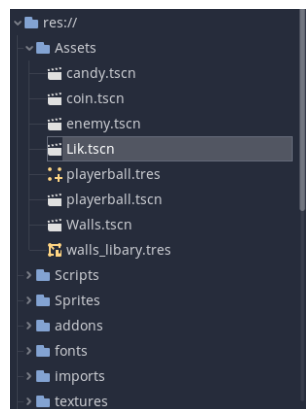 res://
Assets
candy.tscn
coin.tscn
enemy.tscn
Lik.tscn
playerball.tres
playerball.tscn
Walls.tscn
walls_libary.tres
Scripts
Sprites
addons
fonts
imports
textures